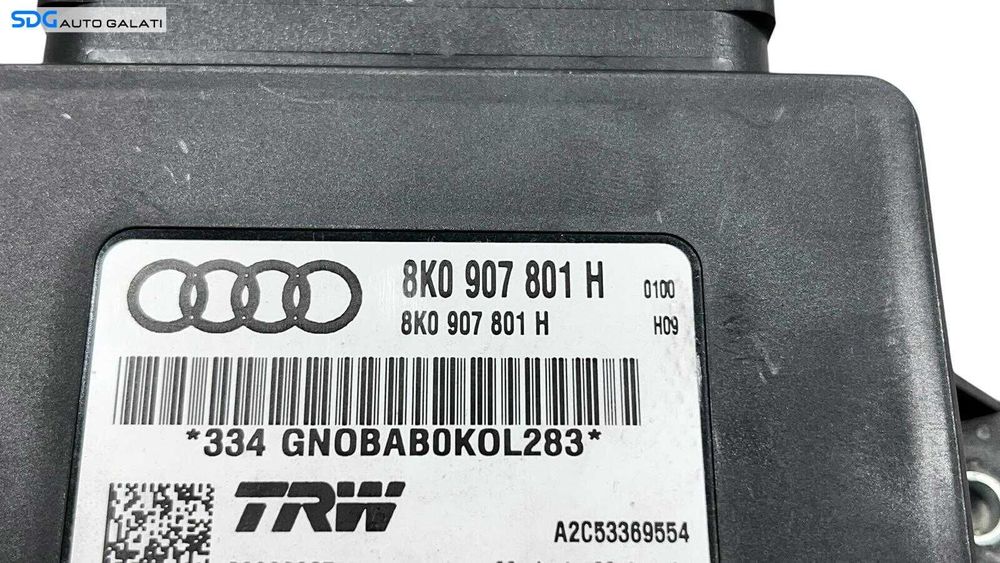 SDG AUTO GALATI
8K0 907 801 H 0100
8K0 907 801 H H09
*334 GNOBAB0KOL283*
TRW
A2C53369554